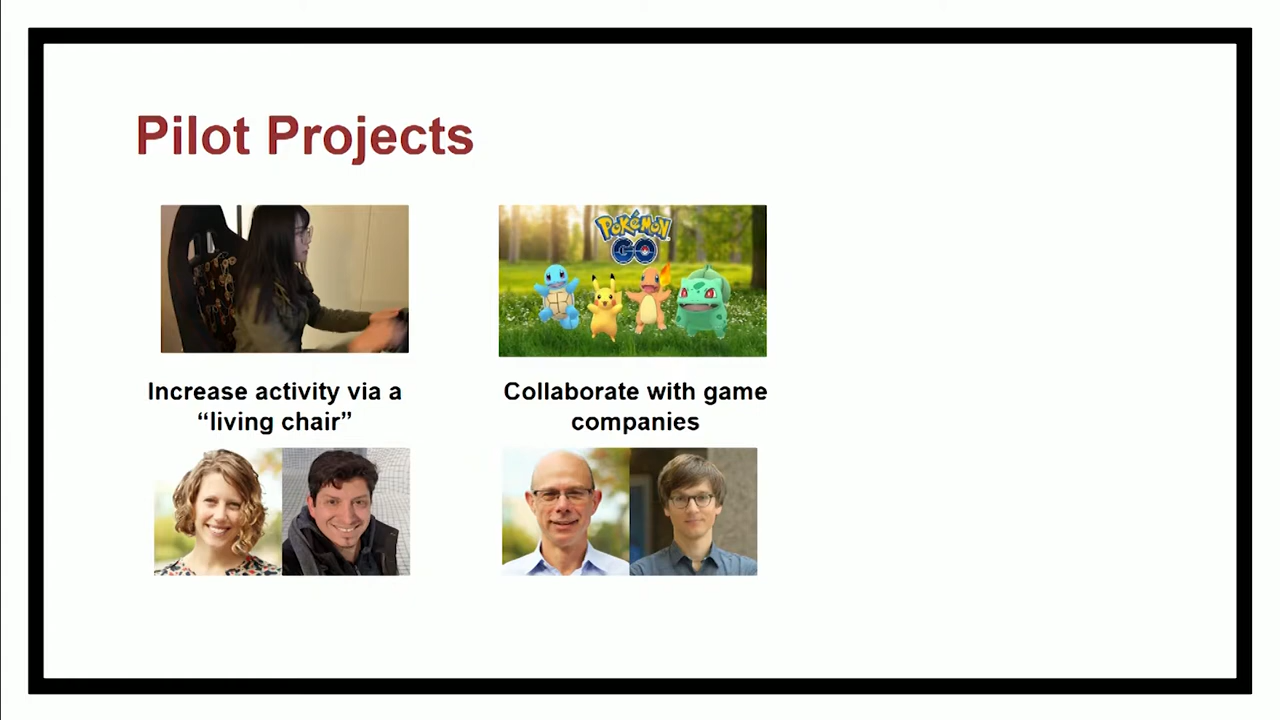 Pilot Projects
POKÉMON
GO
Increase activity via a
“living chair”
Collaborate with game
companies